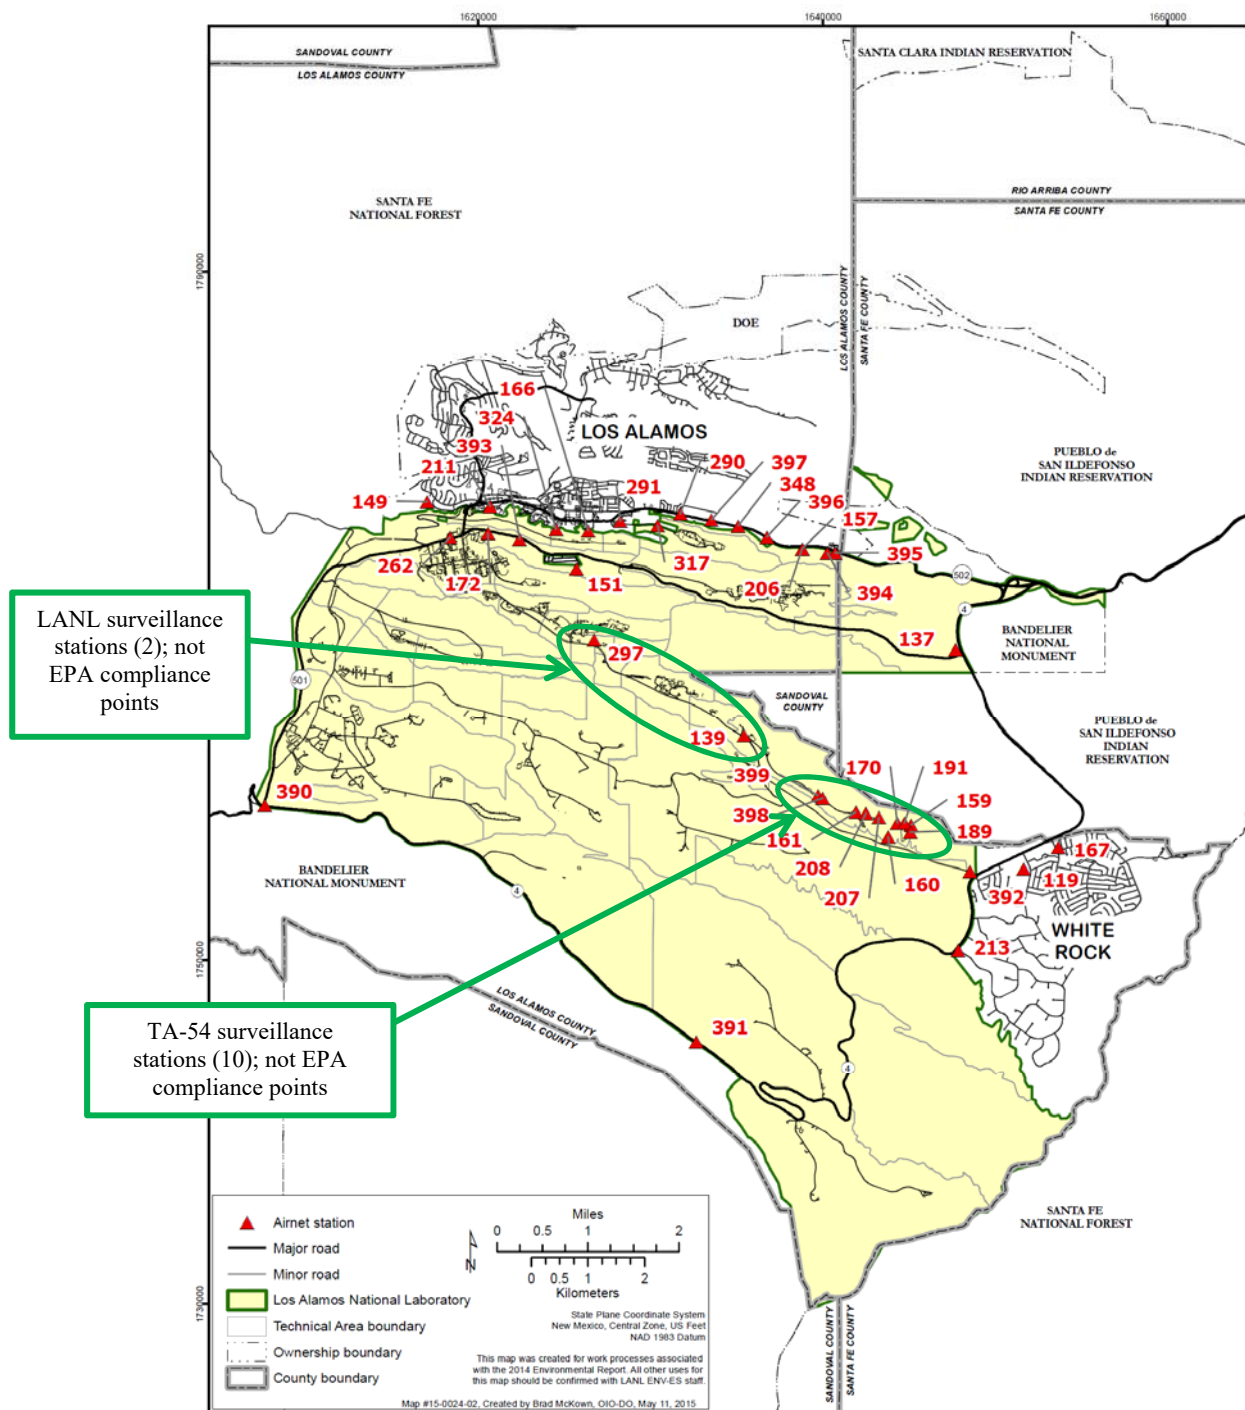 1620000
1640000
1660000
SANDOVAL COUNTY
LOS ALAMOS COUNTY
SANTA CLARA INDIAN RESERVATION
RIO ARRIBA COUNTY
SANTA FE COUNTY
SANTA FE
NATIONAL FOREST
1790000
LOS ALAMOS COUNTY
SANTA FE COUNTY
DOE
166
324
LOS ALAMOS
393
211
290
397
PUEBLO de
SAN ILDEFONSO
INDIAN RESERVATION
149
291
348
396
157
262
172
151
317
206
394
395
502
4
137
BANDELIER
NATIONAL
MONUMENT
LANL surveillance
stations (2); not
EPA compliance
points
297
501
SANDOVAL
COUNTY
PUEBLO de
SAN ILDEFONSO
INDIAN
RESERVATION
139
399
170
191
390
398
159
161
189
167
208
207
160
392
119
BANDELIER
NATIONAL MONUMENT
4
WHITE
ROCK
213
1750000
LOS ALAMOS COUNTY
SANDOVAL COUNTY
TA-54 surveillance
stations (10); not EPA
compliance points
391
4
SANTA FE
NATIONAL FOREST
Airnet station
Major road
Minor road
Los Alamos National Laboratory
Technical Area boundary
Ownership boundary
County boundary
Miles
0 0.5 1 2
N
0 0.5 1 2
Kilometers
State Plane Coordinate System
New Mexico, Central Zone, US Feet
NAD 1983 Datum
This map was created for work processes associated
with the 2014 Environmental Report. All other uses for
this map should be confirmed with LANL ENV-ES staff.
Map #15-0024-02, Created by Brad McKown, OIO-DO, May 11, 2015
1730000
SANDOVAL COUNTY
SANTA FE COUNTY